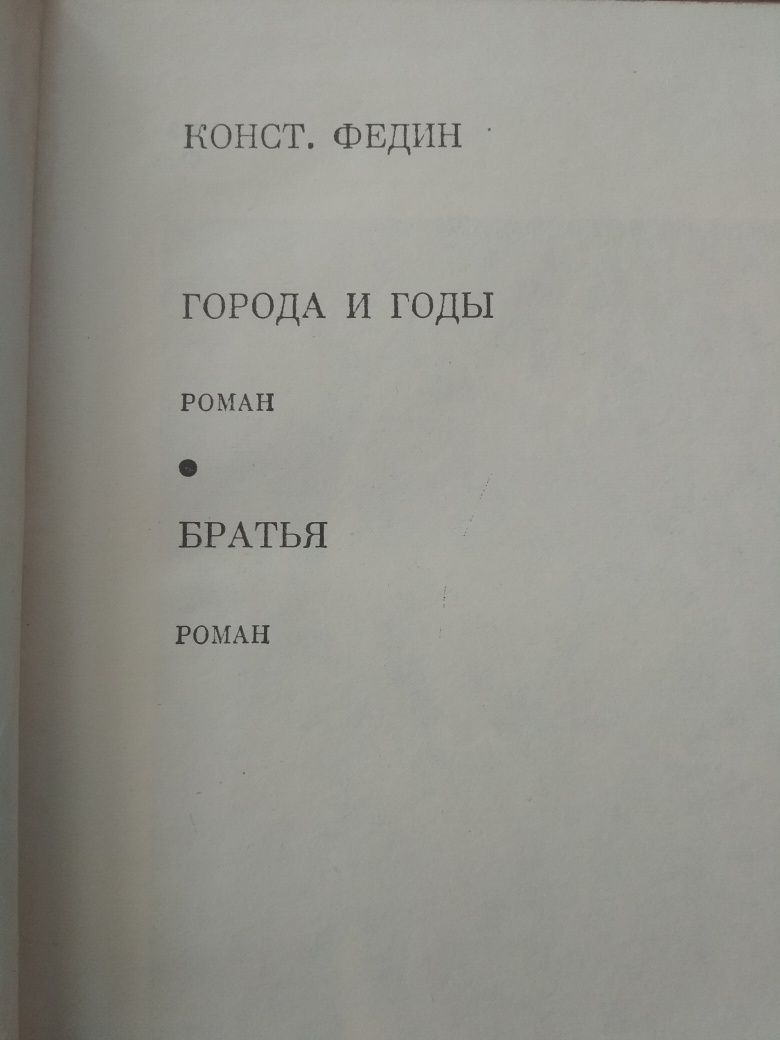 КОНСТ. ФЕДИН
ГОРОДА И ГОДЫ
РОМАН
●
БРАТЬЯ
РОМАН